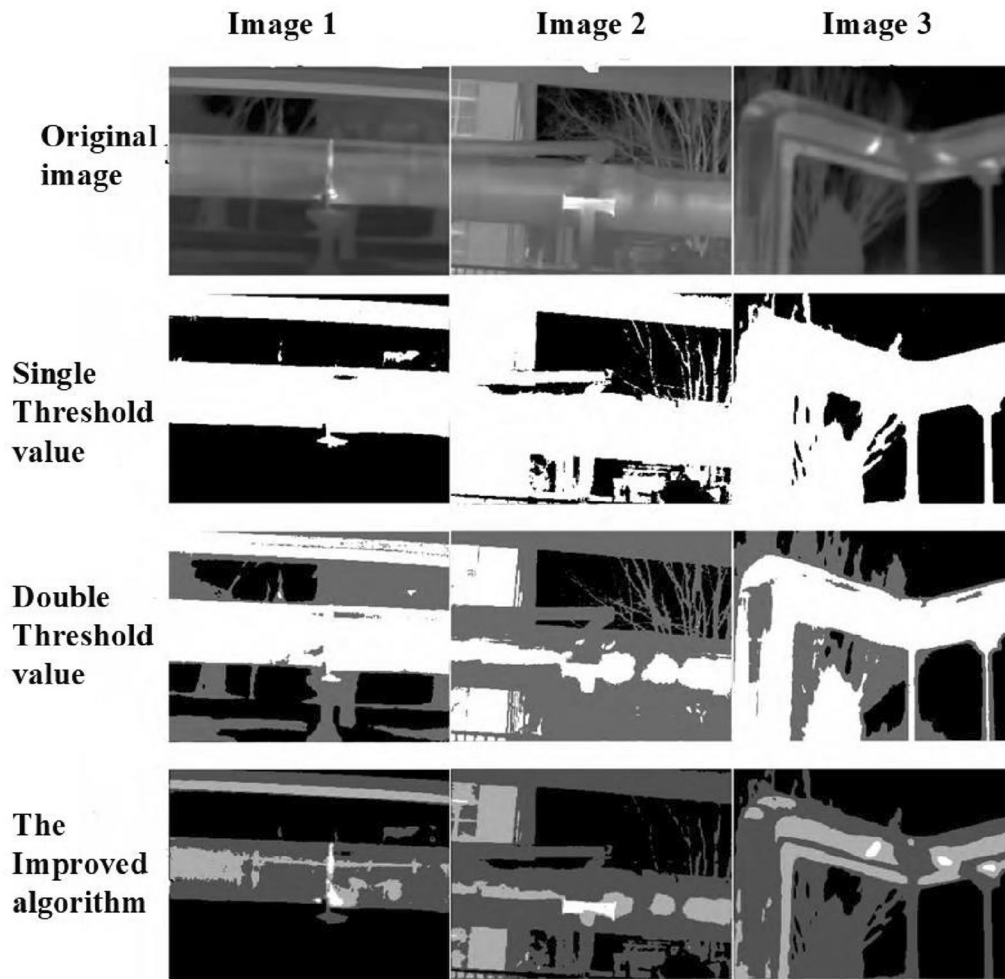 Image 1
Image 2
Image 3
Original
image
Single
Threshold
value
Double
Threshold
value
The
Improved
algorithm